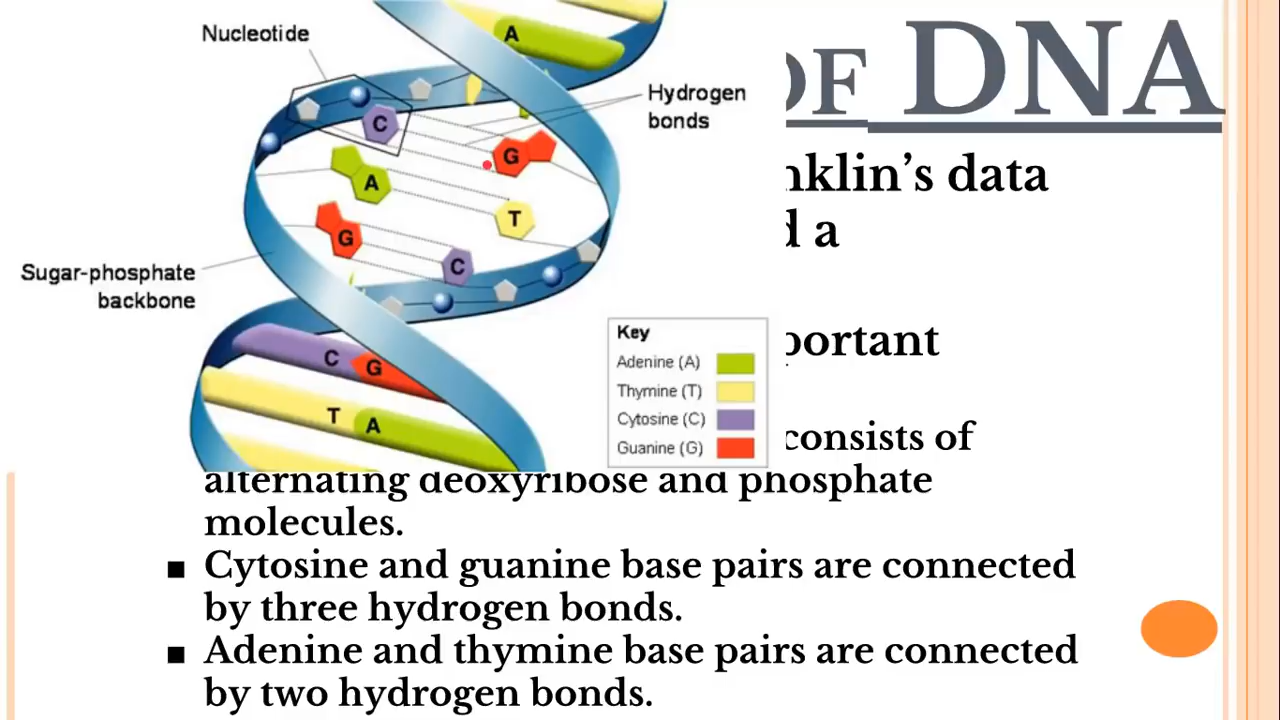 OF DNA
Nucleotide
Hydrogen
bonds
A
C
G
A
T
G
C
Sugar-phosphate
backbone
C G
T A
Key
Adenine (A)
Thymine (T)
Cytosine (C)
Guanine (G)
nklin's data
d a
portant
consists of
alternating deoxyribose and phosphate
molecules.
■ Cytosine and guanine base pairs are connected
by three hydrogen bonds.
■ Adenine and thymine base pairs are connected
by two hydrogen bonds.